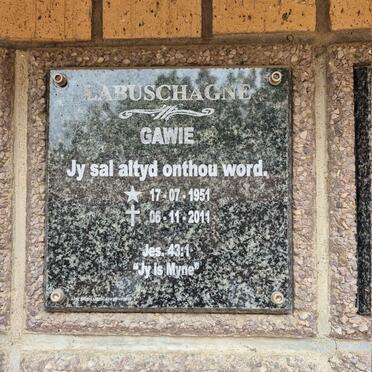 LABUSCHAGNE
GAWIE
Jy sal altyd onthou word.
17 - 07 - 1951
06 - 11 - 2011
Jes. 43:1
"Jy is Myne"